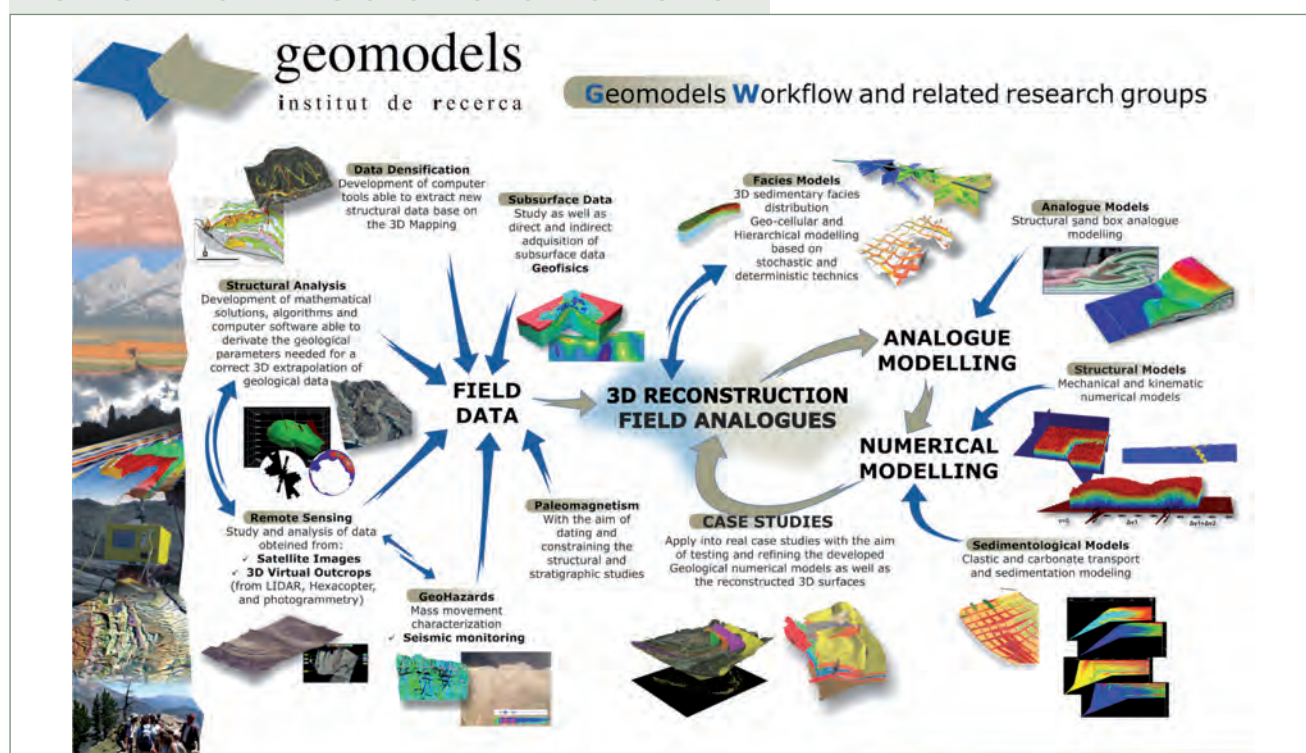 geomodels
institut de recerca
Geomodels Workflow and related research groups
Data Densification
Development of computer
tools able to extract new
structural data base on
the 3D Mapping
Subsurface Data
Study as well as
direct and indirect
adquisition of
subsurface data
Geofisics
Facies Models
3D sedimentary facies
distribution
Geo-cellular and
Hierarchical modelling
based on
stochastic and
deterministic technics
Analogue Models
Structural sand box analogue
modelling
Structural Analysis
Development of mathematical
solutions, algorithms and
computer software able to
derivate the geological
parameters needed for a
correct 3D extrapolation of
geological data
FIELD
DATA
3D RECONSTRUCTION
FIELD ANALOGUES
ANALOGUE
MODELLING
Structural Models
Mechanical and kinematic
numerical models
NUMERICAL
MODELLING
Remote Sensing
Study and analysis of data
obteined from:
✓ Satellite Images
✓ 3D Virtual Outcrops
(from LIDAR, Hexacopter,
and photogrammetry)
GeoHazards
Mass movement
characterization
✓ Seismic monitoring
Paleomagnetism
With the aim of
dating and
constraining the
structural and
stratigraphic studies
CASE STUDIES
Apply into real case studies with the aim
of testing and refining the developed
Geological numerical models as well as
the reconstructed 3D surfaces
Sedimentological Models
Clastic and carbonate transport
and sedimentation modeling